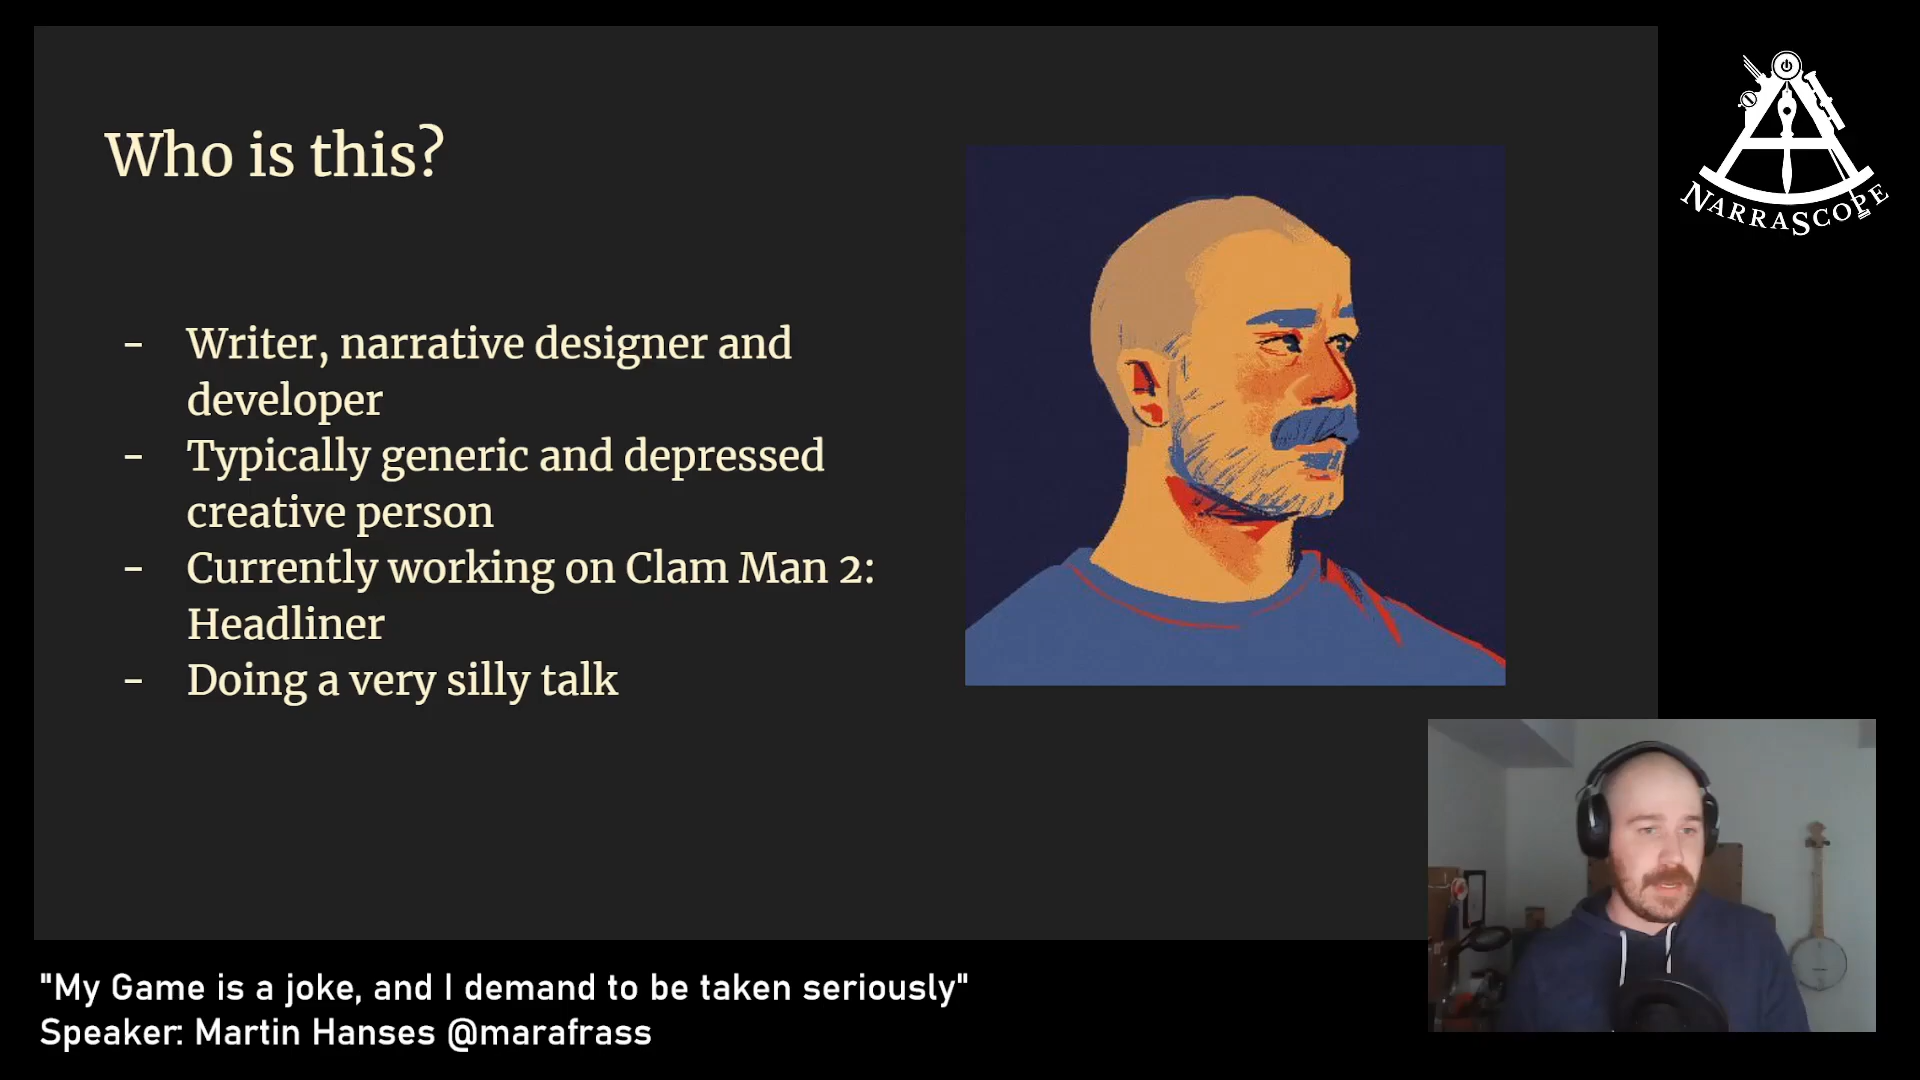 Who is this?
- Writer, narrative designer and
developer
- Typically generic and depressed
creative person
- Currently working on Clam Man 2:
Headliner
- Doing a very silly talk
NARRASCOPE
"My Game is a joke, and I demand to be taken seriously"
Speaker: Martin Hanses @marafrass